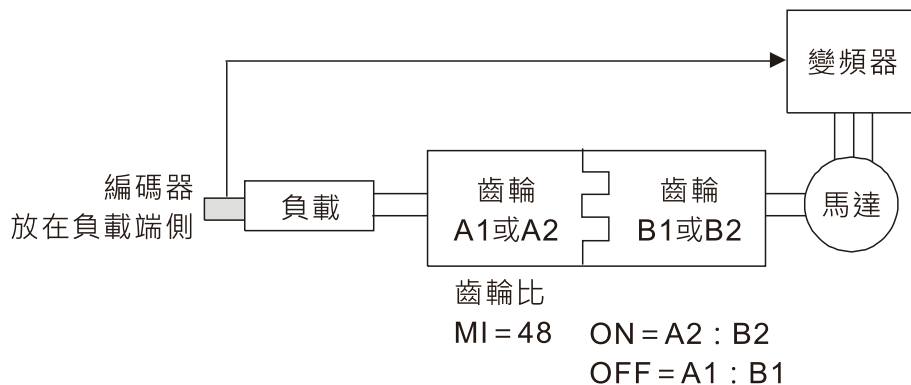 變頻器
編碼器
放在負載端側
負載
齒輪
A1或A2
齒輪
B1或B2
馬達
齒輪比
MI=48
ON=A2：B2
OFF=A1：B1